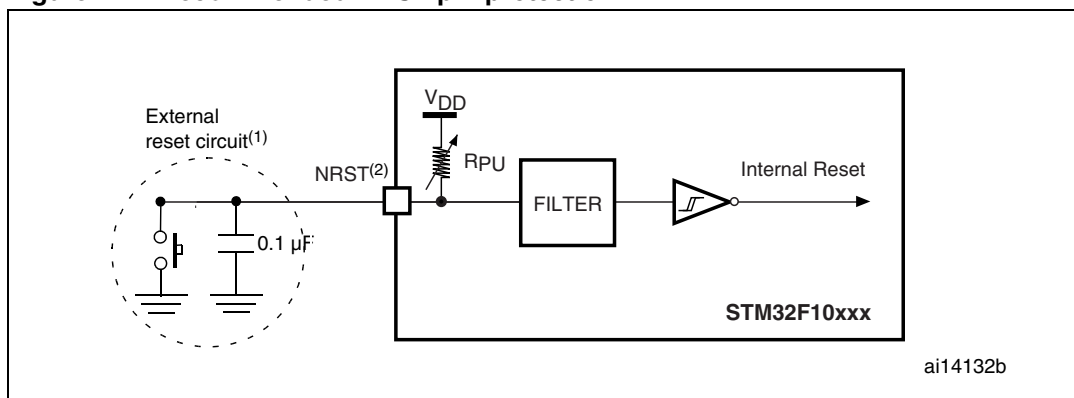 External
reset circuit(1)
VDD
NRST(2)
RPU
FILTER
Internal Reset
0.1 µF
STM32F10xxx
ai14132b